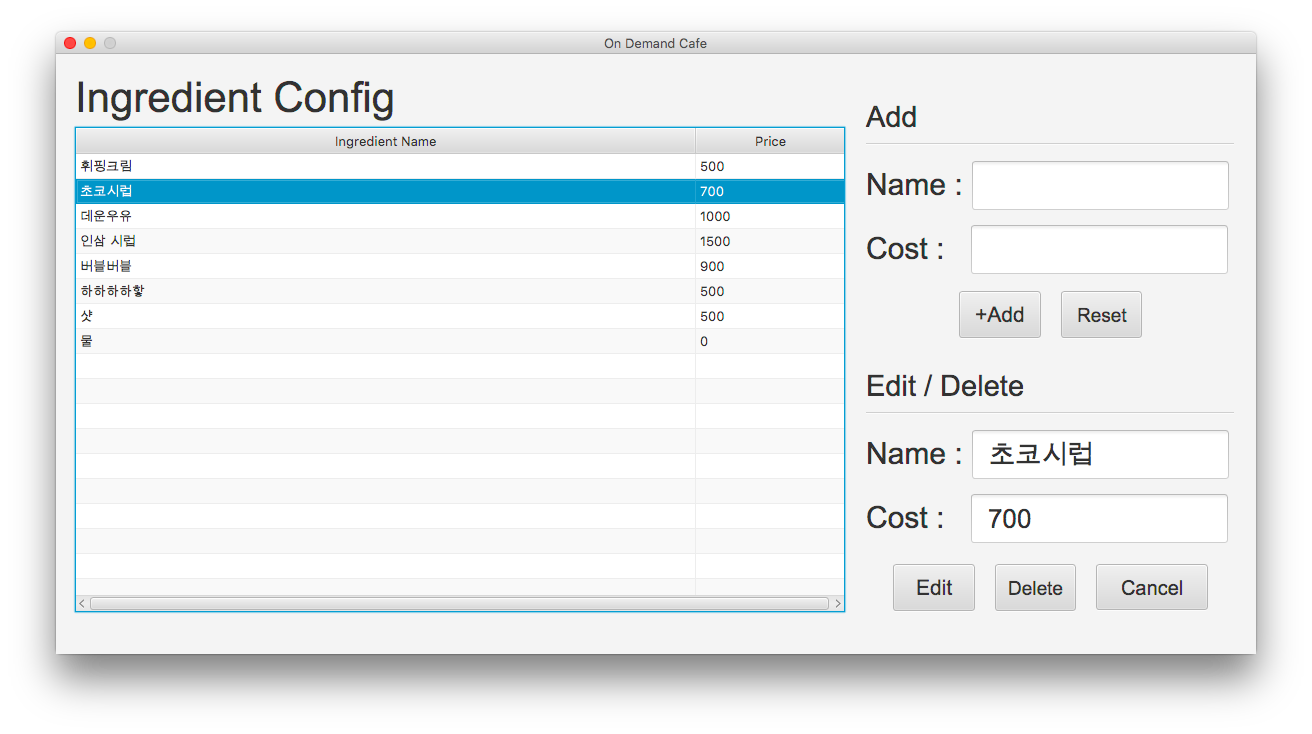 On Demand Cafe
Ingredient Config
Ingredient Name Price
휘핑크림 500
초코시럽 700
데운우유 1000
인삼 시럽 1500
버블버블 900
하하하하핳 500
샷 500
물 0
Add
Name :
Cost :
+Add Reset
Edit / Delete
Name : 초코시럽
Cost : 700
Edit Delete Cancel